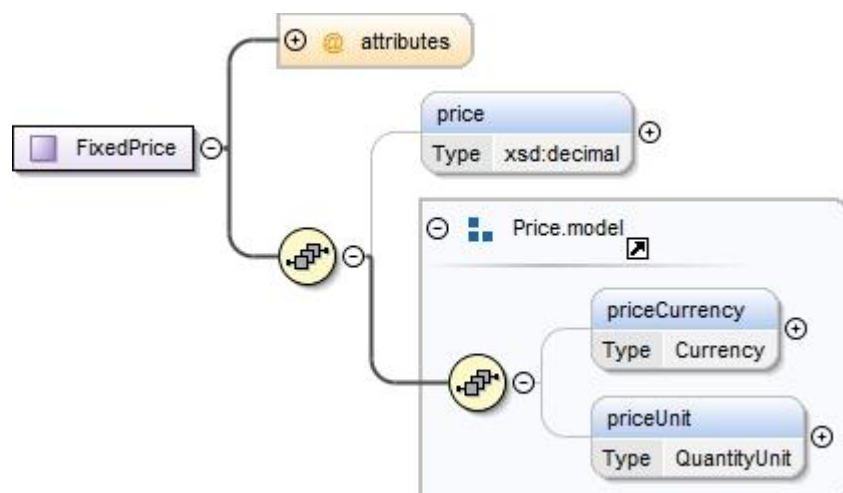 @ attributes
price
FixedPrice
Type xsd:decimal
Price.model
priceCurrency
Type Currency
priceUnit
Type QuantityUnit